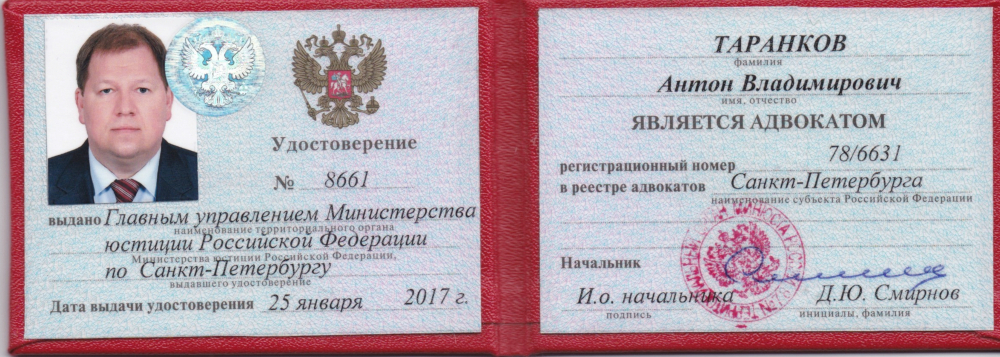 Удостоверение
№ 8661
выдано Главным управлением Министерства
наименование территориального органа
юстиции Российской Федерации
Министерства юстиции Российской Федерации,
по Санкт-Петербургу
выдавшего удостоверение
Дата выдачи удостоверения 25 января 2017 г.
ТАРАНКОВ
фамилия
Антон Владимирович
имя, отчество
ЯВЛЯЕТСЯ АДВОКАТОМ
регистрационный номер 78/6631
в реестре адвокатов Санкт-Петербурга
наименование субъекта Российской Федерации
Начальник
И.о. начальника Д.Ю. Смирнов
подпись инициалы, фамилия